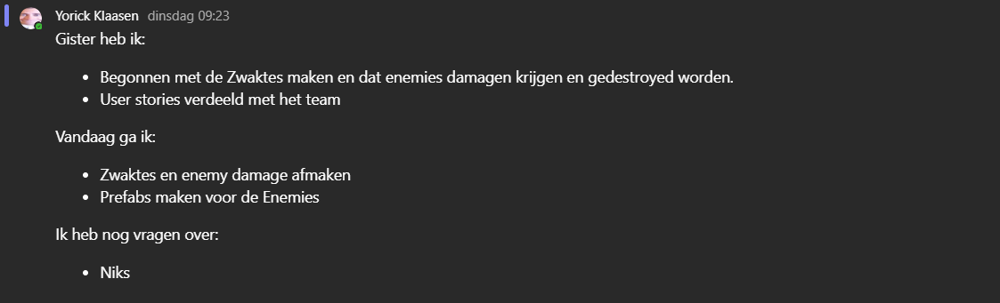 Yorick Klaasen dinsdag 09:23
Gister heb ik:
• Begonnen met de Zwaktes maken en dat enemies damagen krijgen en gedestroyed worden.
• User stories verdeeld met het team
Vandaag ga ik:
• Zwaktes en enemy damage afmaken
• Prefabs maken voor de Enemies
Ik heb nog vragen over:
• Niks